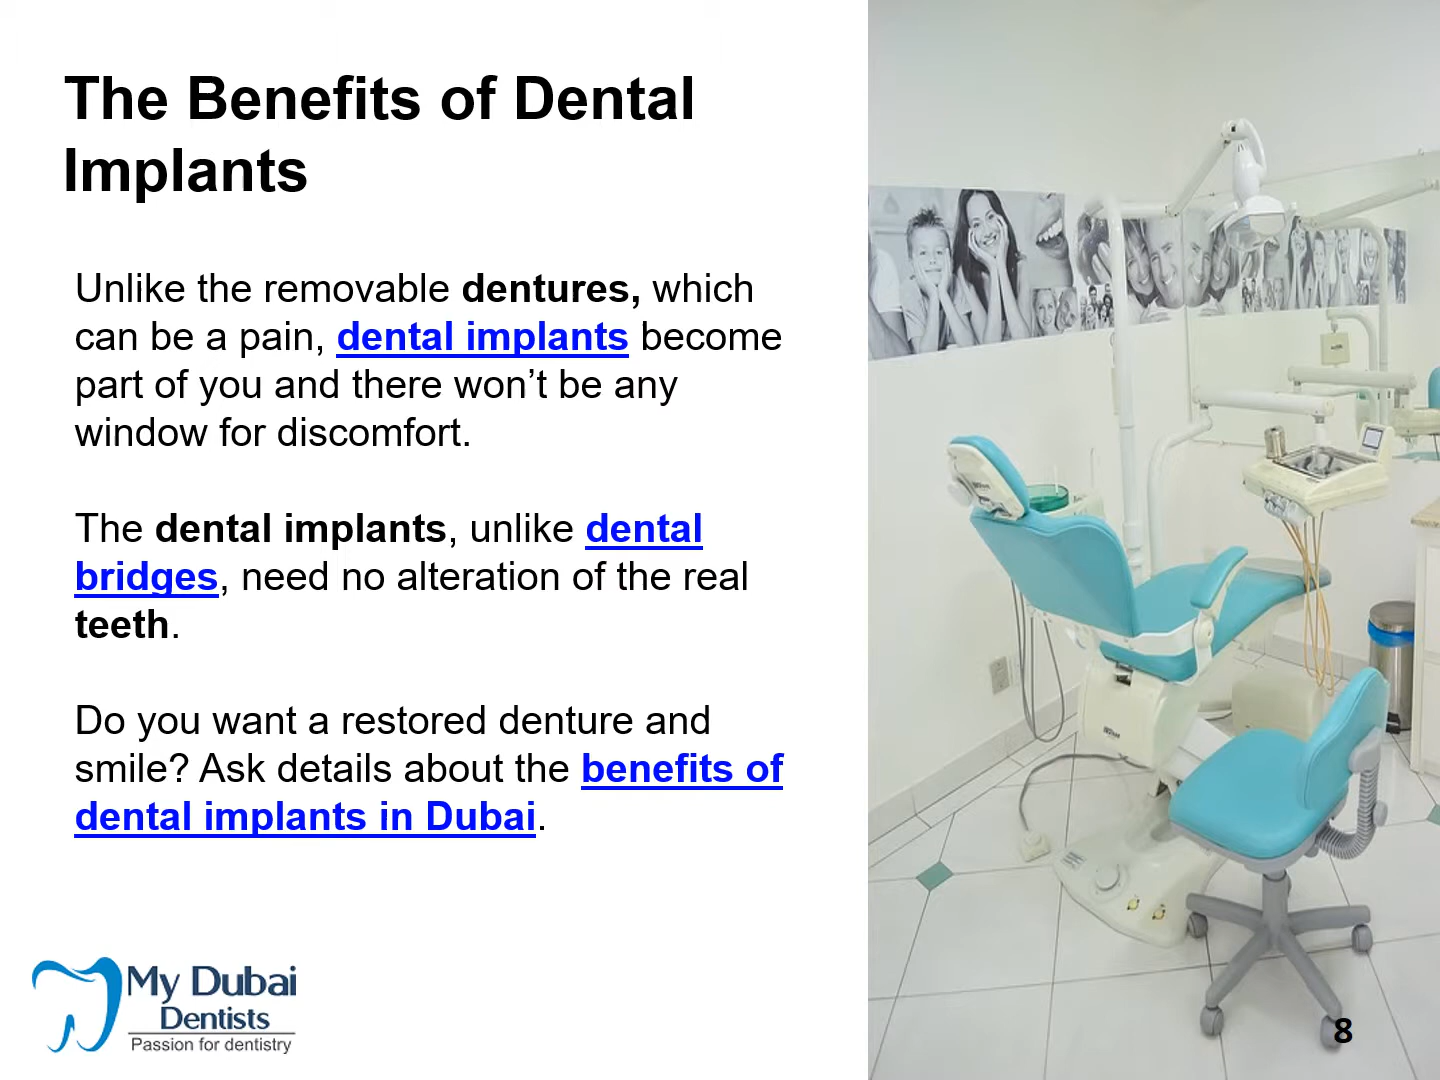 The Benefits of Dental
Implants
Unlike the removable dentures, which
can be a pain, dental implants become
part of you and there won’t be any
window for discomfort.
The dental implants, unlike dental
bridges, need no alteration of the real
teeth.
Do you want a restored denture and
smile? Ask details about the benefits of
dental implants in Dubai.
My Dubai
Dentists
Passion for dentistry
8